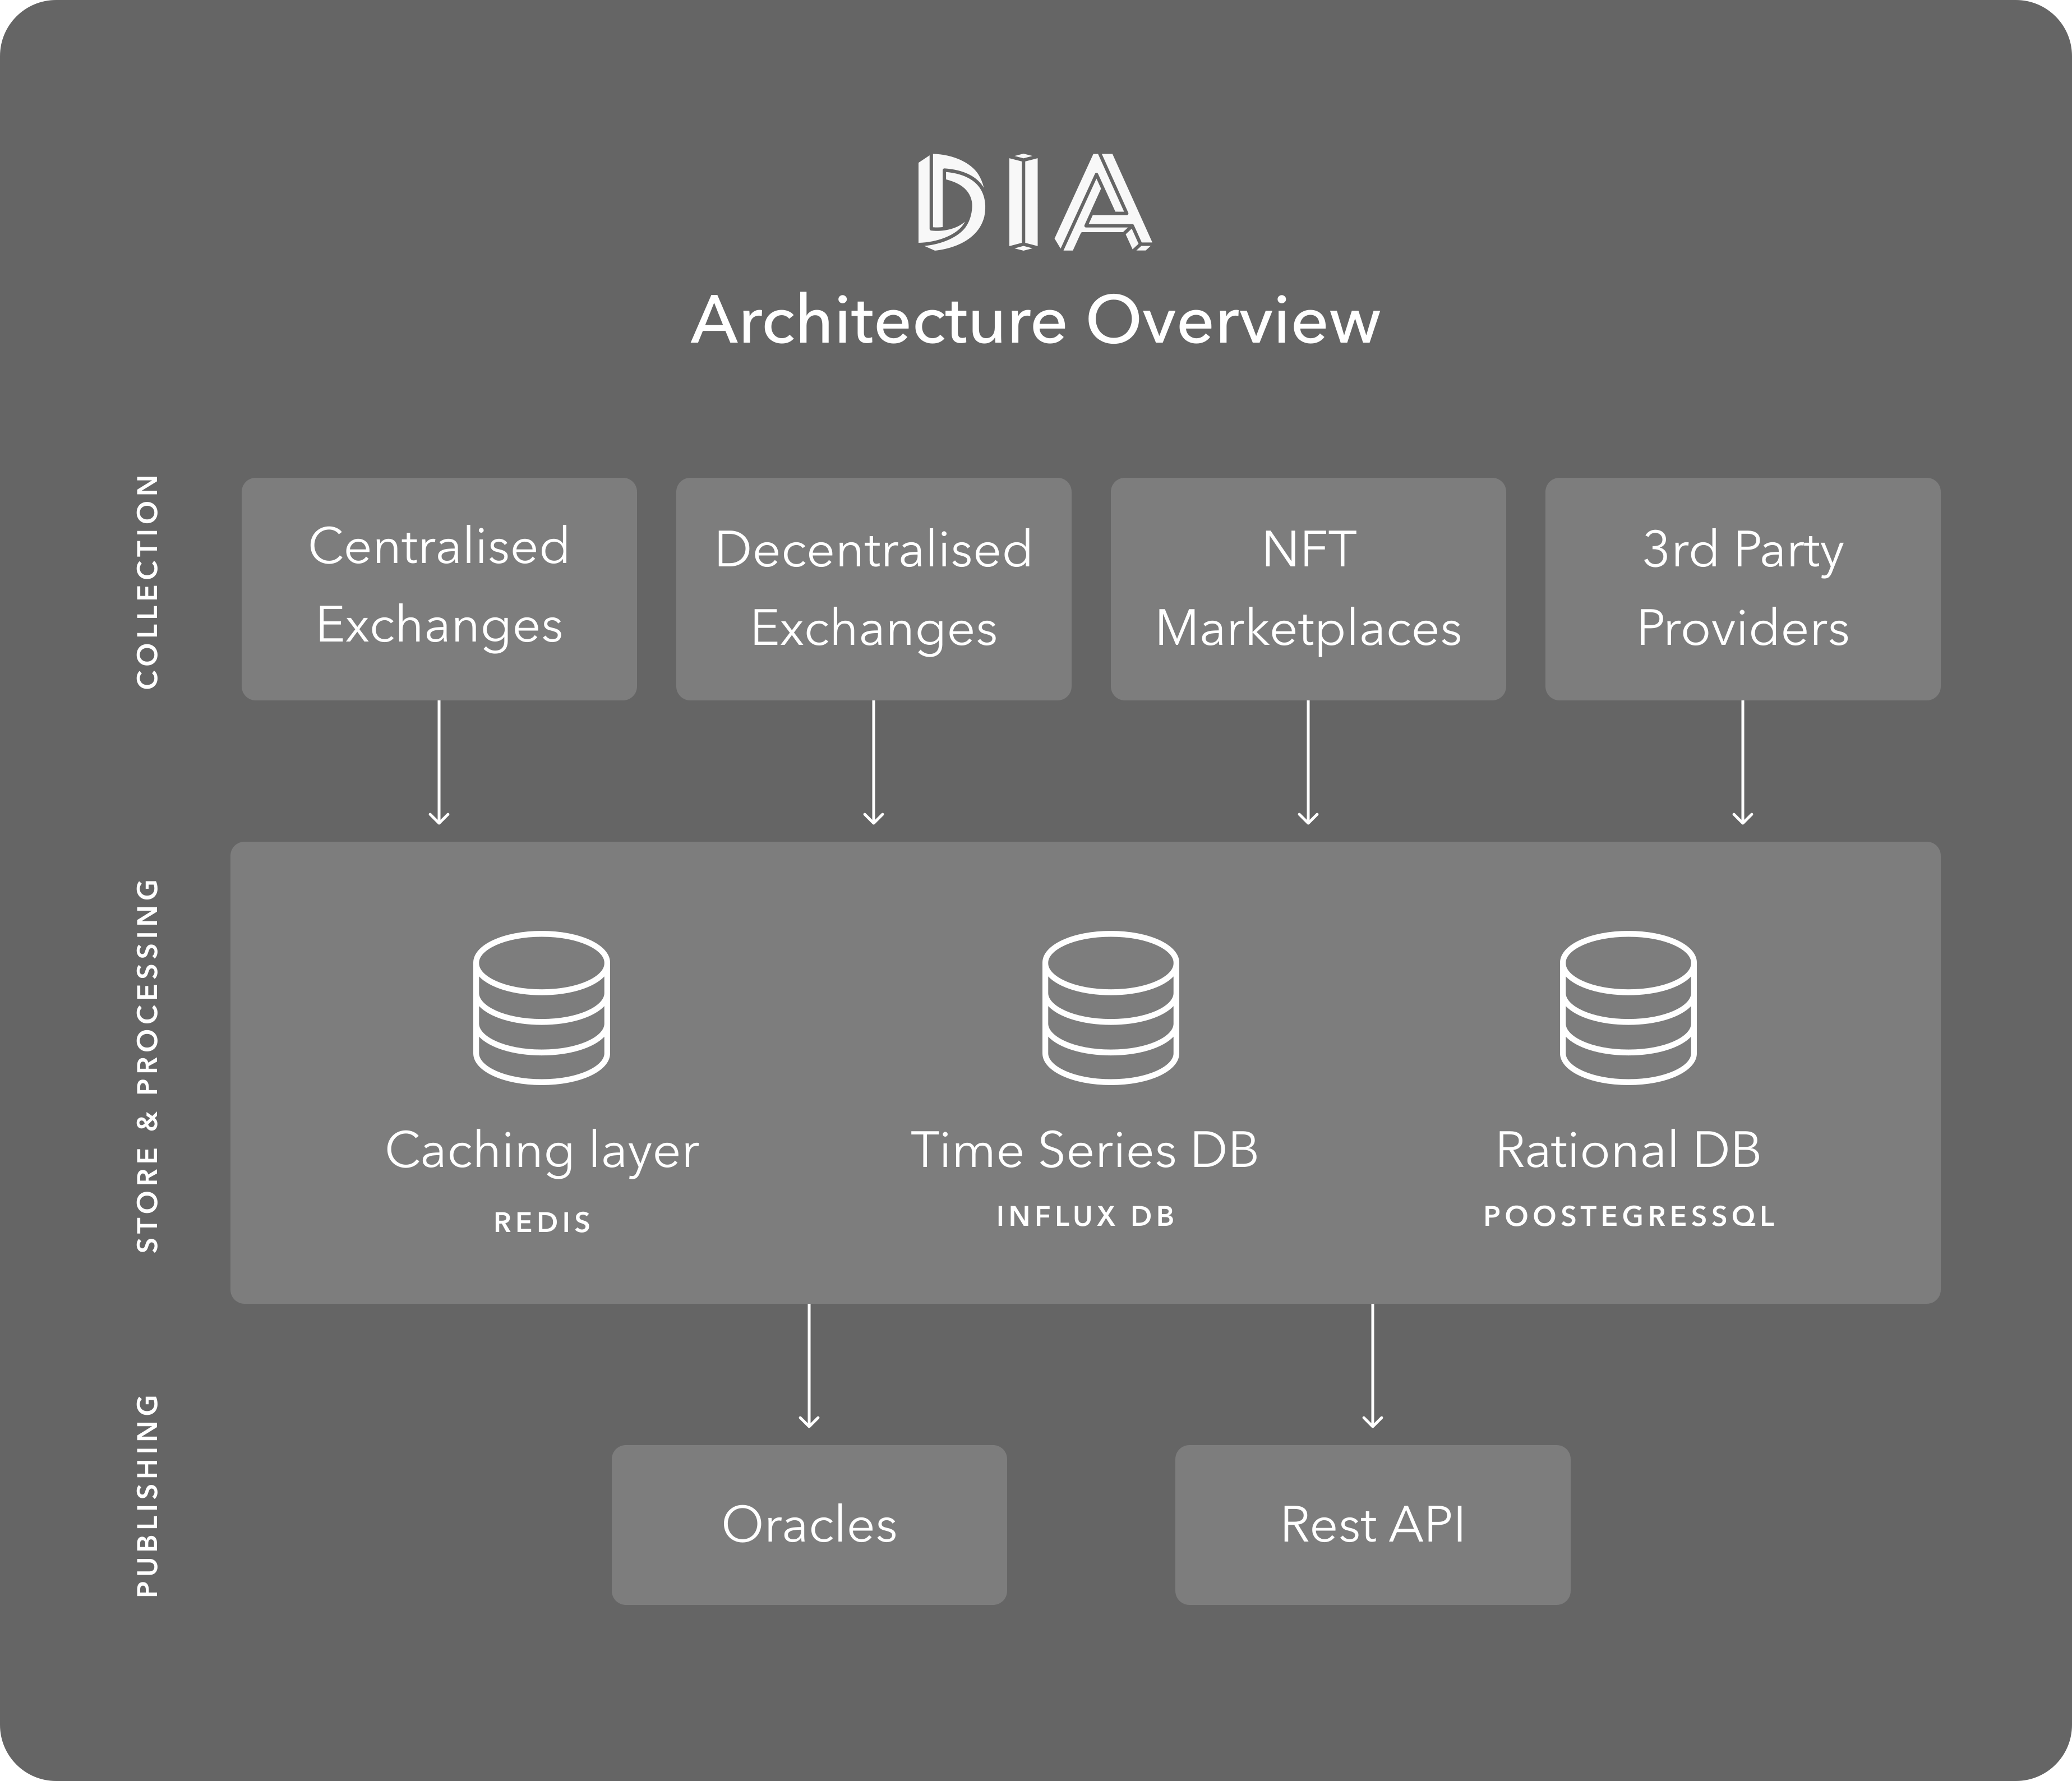 DIA
Architecture Overview
COLLECTION
Centralised
Exchanges
Decentralised
Exchanges
NFT
Marketplaces
3rd Party
Providers
STORE & PROCESSING
Caching layer
REDIS
Time Series DB
INFLUX DB
Rational DB
POOSTEGRESSQL
PUBLISHING
Oracles
Rest API